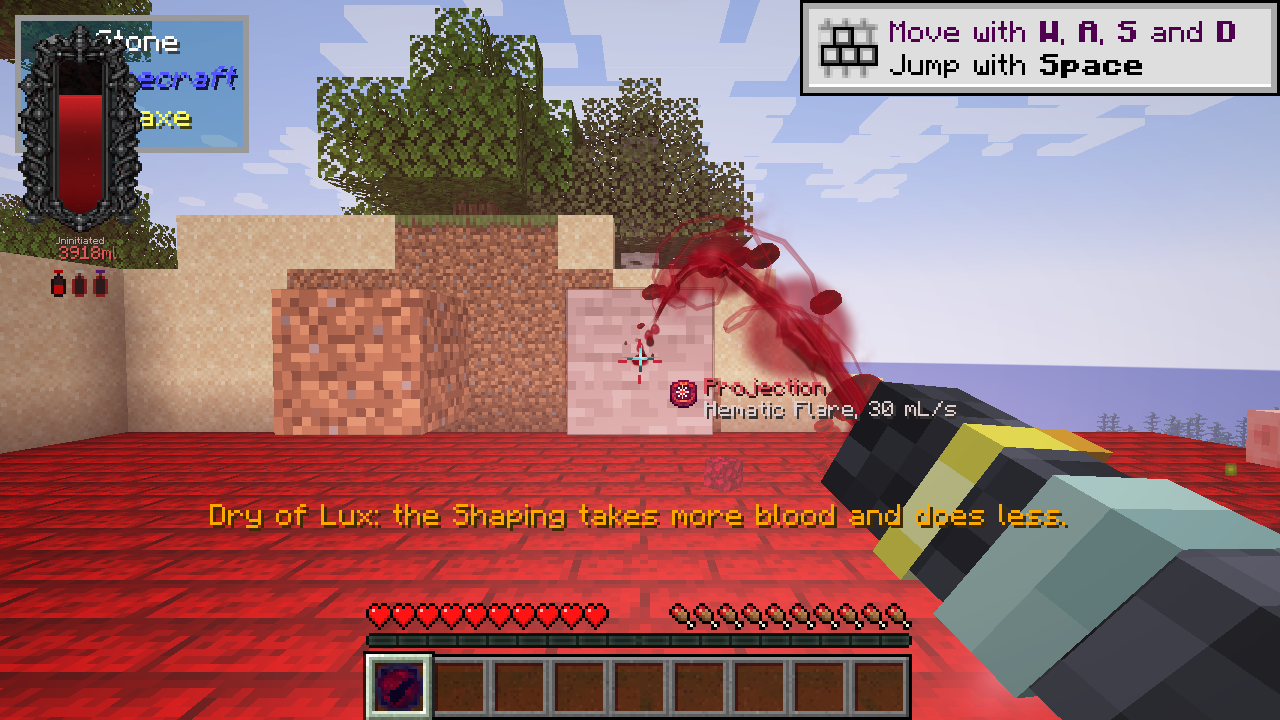 Stone
Move with W, A, S and D
Jump with Space
Uninitiated
3918mL
Projection
Hematic Flare, 30 mL/s
Dry of Lux: the Shaping takes more blood and does less.